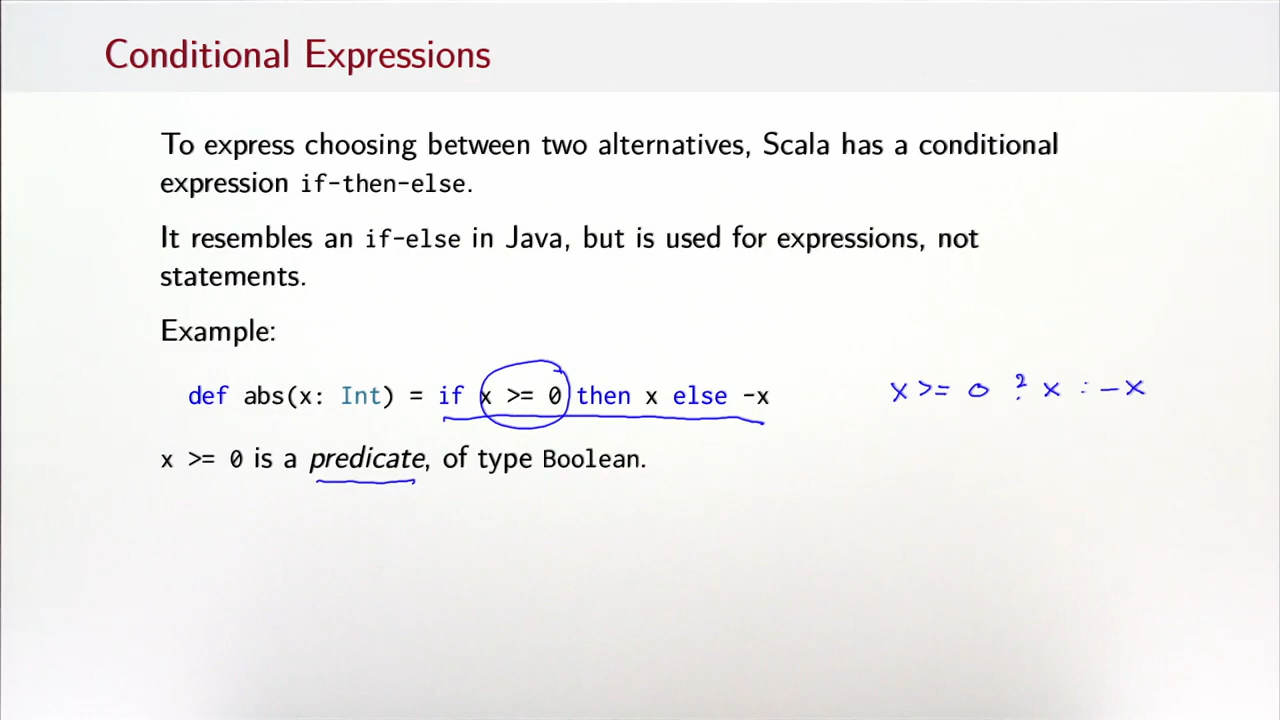 Conditional Expressions
To express choosing between two alternatives, Scala has a conditional
expression if-then-else.
It resembles an if-else in Java, but is used for expressions, not
statements.
Example:
def abs(x: Int) = if x >= 0 then x else -x
x >= 0 ? x : -x
x >= 0 is a predicate, of type Boolean.